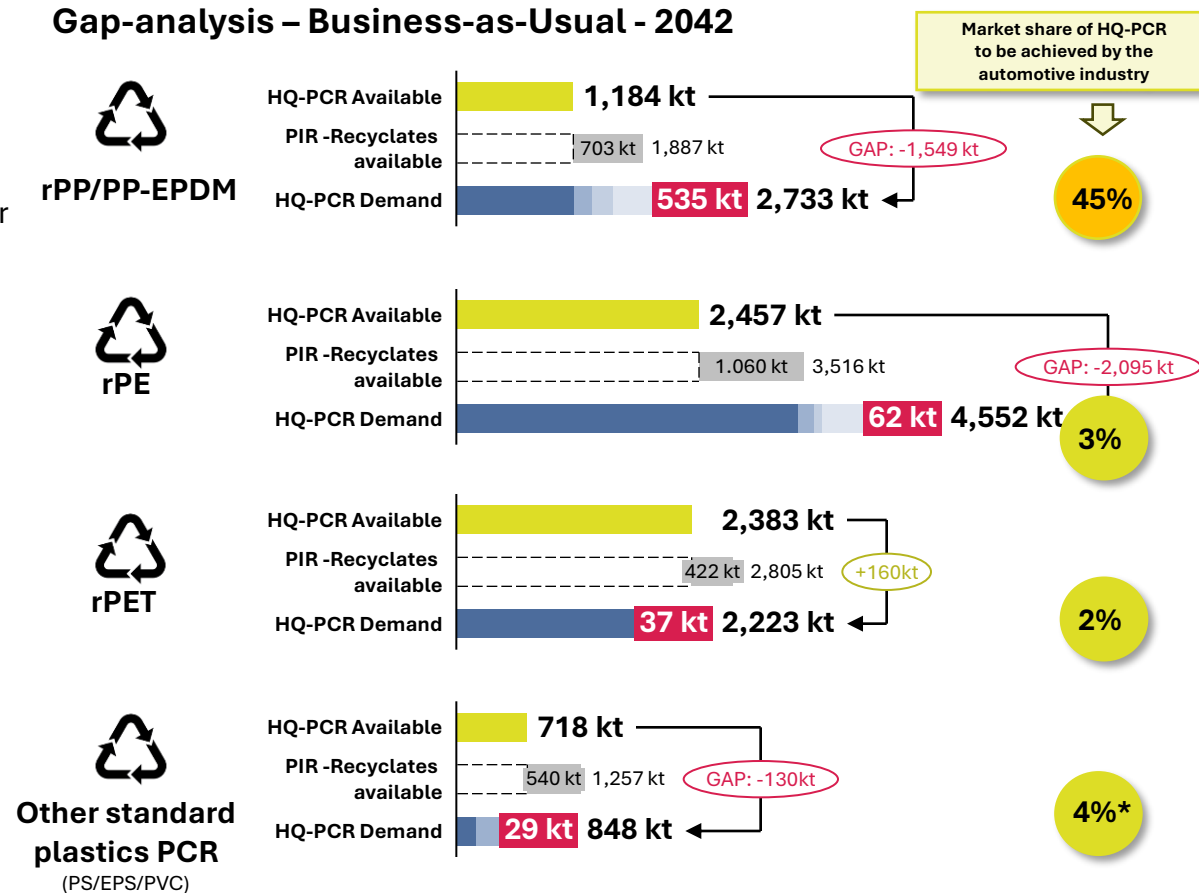 Gap-analysis – Business-as-Usual - 2042
Market share of HQ-PCR
to be achieved by the
automotive industry
r
rPP/PP-EPDM
HQ-PCR Available
1,184 kt
PIR -Recyclates
available
703 kt
1,887 kt
GAP: -1,549 kt
HQ-PCR Demand
535 kt
2,733 kt
45%
rPE
HQ-PCR Available
2,457 kt
PIR -Recyclates
available
1.060 kt
3,516 kt
GAP: -2,095 kt
HQ-PCR Demand
62 kt
4,552 kt
3%
rPET
HQ-PCR Available
2,383 kt
PIR -Recyclates
available
422 kt
2,805 kt
+160kt
HQ-PCR Demand
37 kt
2,223 kt
2%
Other standard
plastics PCR
(PS/EPS/PVC)
HQ-PCR Available
718 kt
PIR -Recyclates
available
540 kt
1,257 kt
GAP: -130kt
HQ-PCR Demand
29 kt
848 kt
4%*